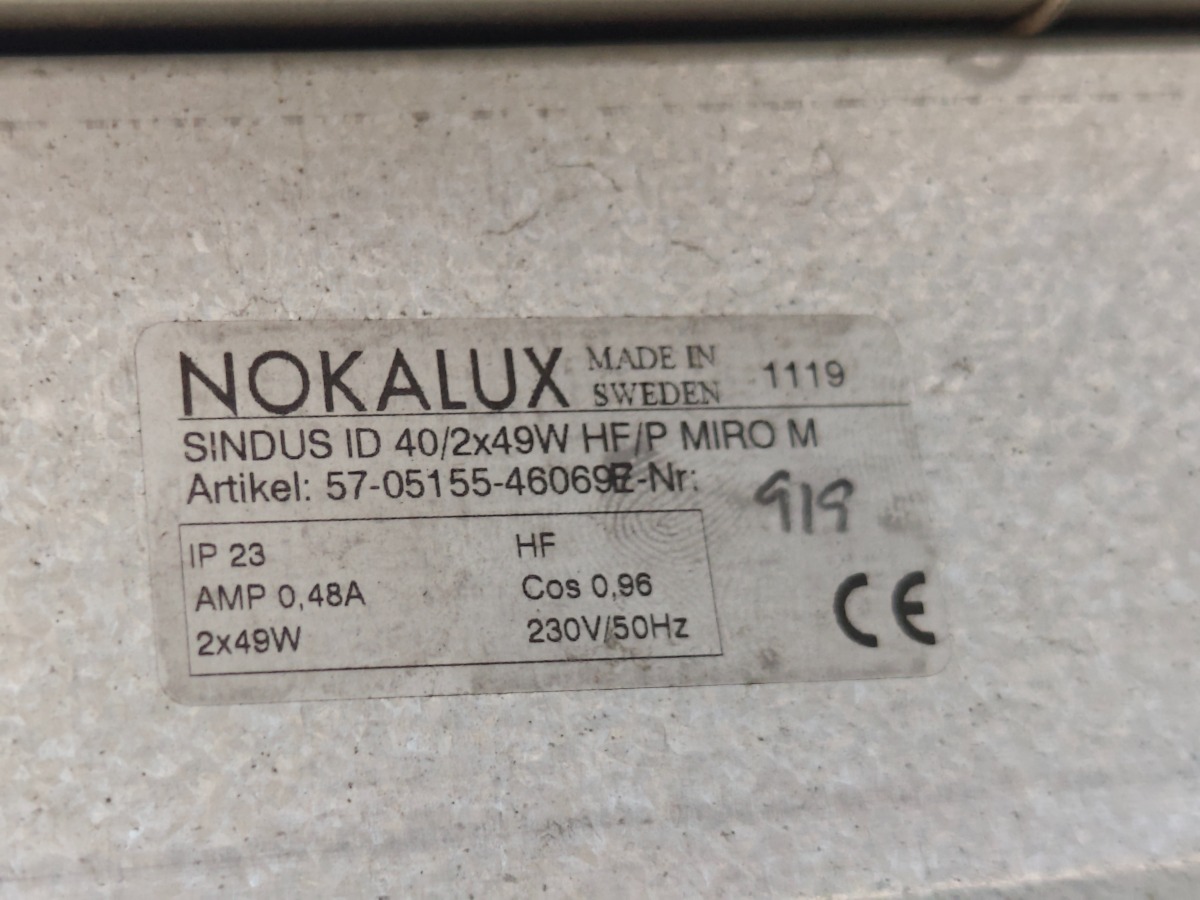 NOKALUX MADE IN SWEDEN 1119
SINDUS ID 40/2x49W HF/P MIRO M
Artikel: 57-05155-46069 E-Nr: 919
IP 23 HF
AMP 0,48A Cos 0,96
2x49W 230V/50Hz
CE